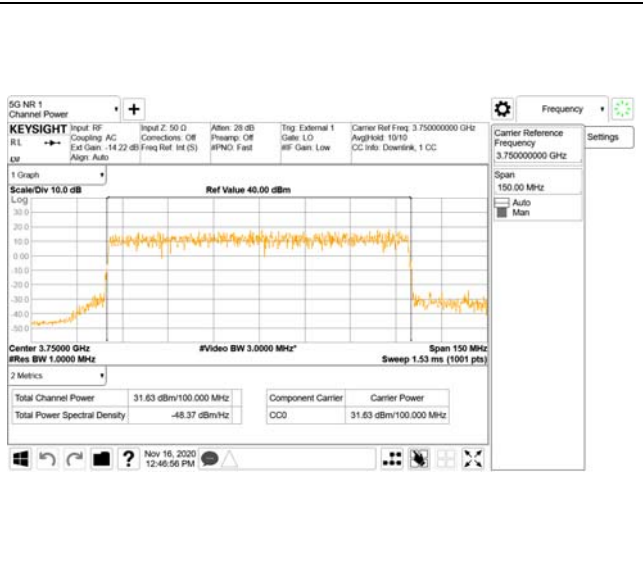 5G NR 1
Channel Power
+
Frequency
KEYSIGHT
RL
Input: RF
Coupling: AC
Ext Gain: -14.22 dB
Align: Auto
Input Z: 50 Ω
Corrections: Off
Freq Ref: Int (S)
Atten: 28 dB
Preamp: Off
#PNO: Fast
Trig: External 1
Gate: LO
#IF Gain: Low
Carrier Ref Freq: 3.750000000 GHz
Avg|Hold: 10/10
CC Info: Downlink, 1 CC
Carrier Reference
Frequency
3.750000000 GHz
Settings
Span
150.00 MHz
Auto
Man
1 Graph
Scale/Div 10.0 dB
Ref Value 40.00 dBm
Log
30.0
20.0
10.0
0.00
-10.0
-20.0
-30.0
-40.0
-50.0
Center 3.75000 GHz
#Video BW 3.0000 MHz*
Span 150 MHz
#Res BW 1.0000 MHz
Sweep 1.53 ms (1001 pts)
2 Metrics
Total Channel Power
31.63 dBm/100.000 MHz
Total Power Spectral Density
-48.37 dBm/Hz
Component Carrier
Carrier Power
CC0
31.63 dBm/100.000 MHz
?
Nov 16, 2020
12:46:56 PM